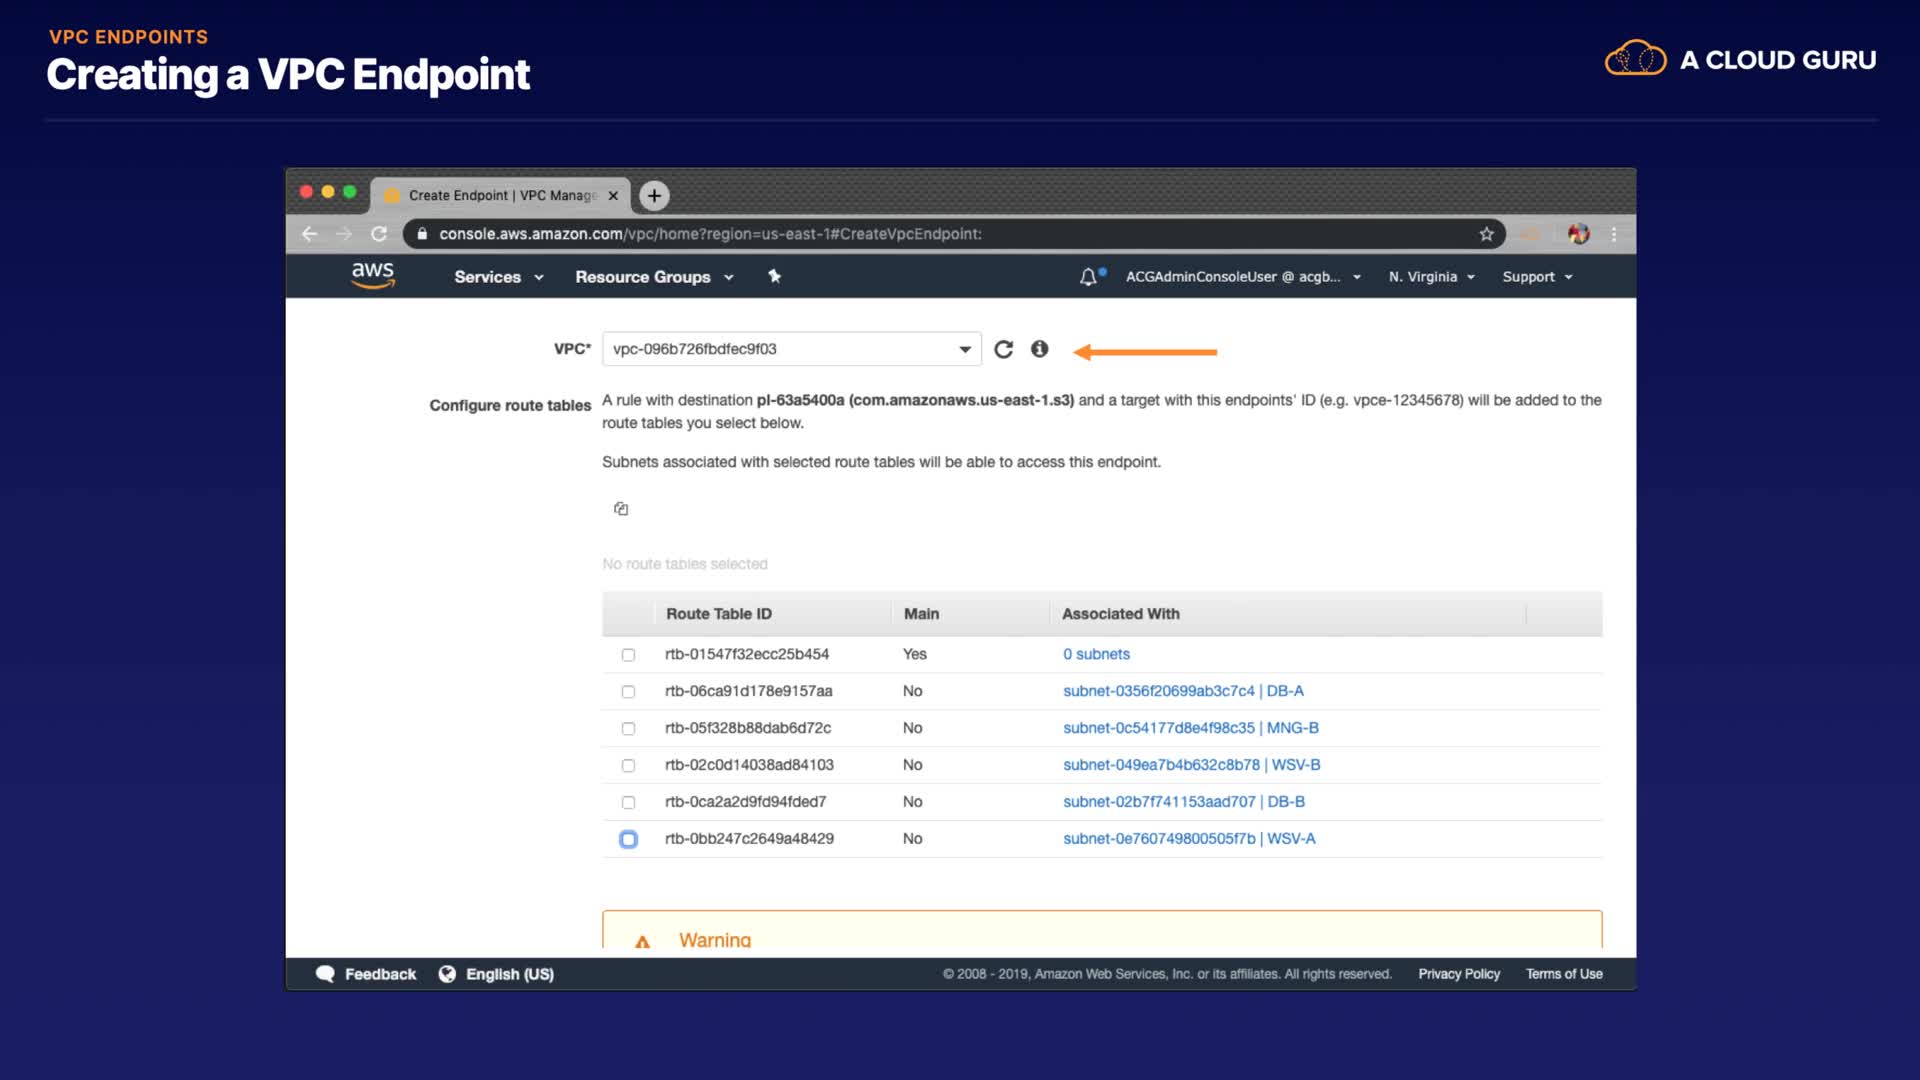 VPC ENDPOINTS
Creating a VPC Endpoint
A CLOUD GURU
Create Endpoint | VPC Manage
console.aws.amazon.com/vpc/home?region=us-east-1#CreateVpcEndpoint:
aws Services Resource Groups ACGAdminConsoleUser @ acgb... N. Virginia Support
VPC* vpc-096b726fbdfec9f03
Configure route tables A rule with destination pl-63a5400a (com.amazonaws.us-east-1.s3) and a target with this endpoints' ID (e.g. vpce-12345678) will be added to the
route tables you select below.
Subnets associated with selected route tables will be able to access this endpoint.
No route tables selected
Route Table ID Main Associated With
rtb-01547f32ecc25b454 Yes 0 subnets
rtb-06ca91d178e9157aa No subnet-0356f20699ab3c7c4 | DB-A
rtb-05f328b88dab6d72c No subnet-0c54177d8e4f98c35 | MNG-B
rtb-02c0d14038ad84103 No subnet-049ea7b4b632c8b78 | WSV-B
rtb-0ca2a2d9fd94fded7 No subnet-02b7f741153aad707 | DB-B
rtb-0bb247c2649a48429 No subnet-0e760749800505f7b | WSV-A
Warning
Feedback English (US) © 2008 - 2019, Amazon Web Services, Inc. or its affiliates. All rights reserved. Privacy Policy Terms of Use